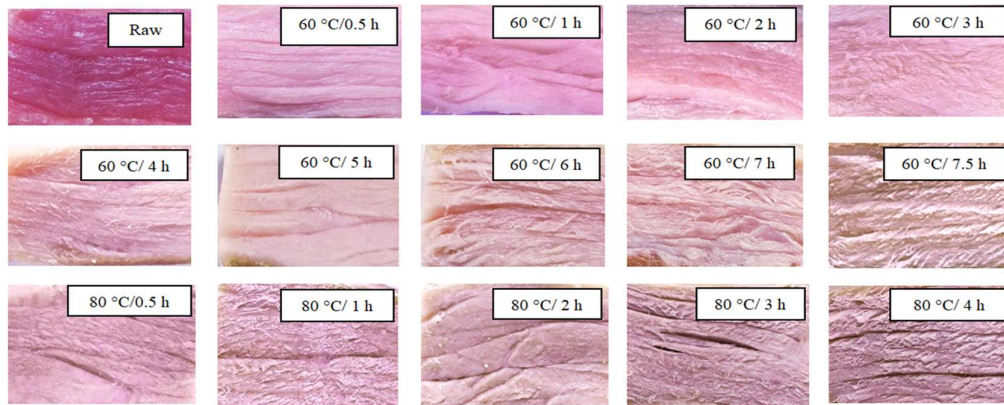 Raw
60 °C/0.5 h
60 °C/ 1 h
60 °C/ 2 h
60 °C/ 3 h
60 °C/ 4 h
60 °C/ 5 h
60 °C/ 6 h
60 °C/ 7 h
60 °C/ 7.5 h
80 °C/0.5 h
80 °C/ 1 h
80 °C/ 2 h
80 °C/ 3 h
80 °C/ 4 h